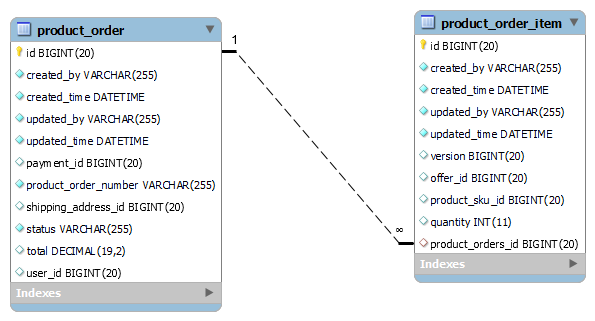 product_order
id BIGINT(20)
created_by VARCHAR(255)
created_time DATETIME
updated_by VARCHAR(255)
updated_time DATETIME
payment_id BIGINT(20)
product_order_number VARCHAR(255)
shipping_address_id BIGINT(20)
status VARCHAR(255)
total DECIMAL(19,2)
user_id BIGINT(20)
Indexes
1
∞
product_order_item
id BIGINT(20)
created_by VARCHAR(255)
created_time DATETIME
updated_by VARCHAR(255)
updated_time DATETIME
version BIGINT(20)
offer_id BIGINT(20)
product_sku_id BIGINT(20)
quantity INT(11)
product_orders_id BIGINT(20)
Indexes